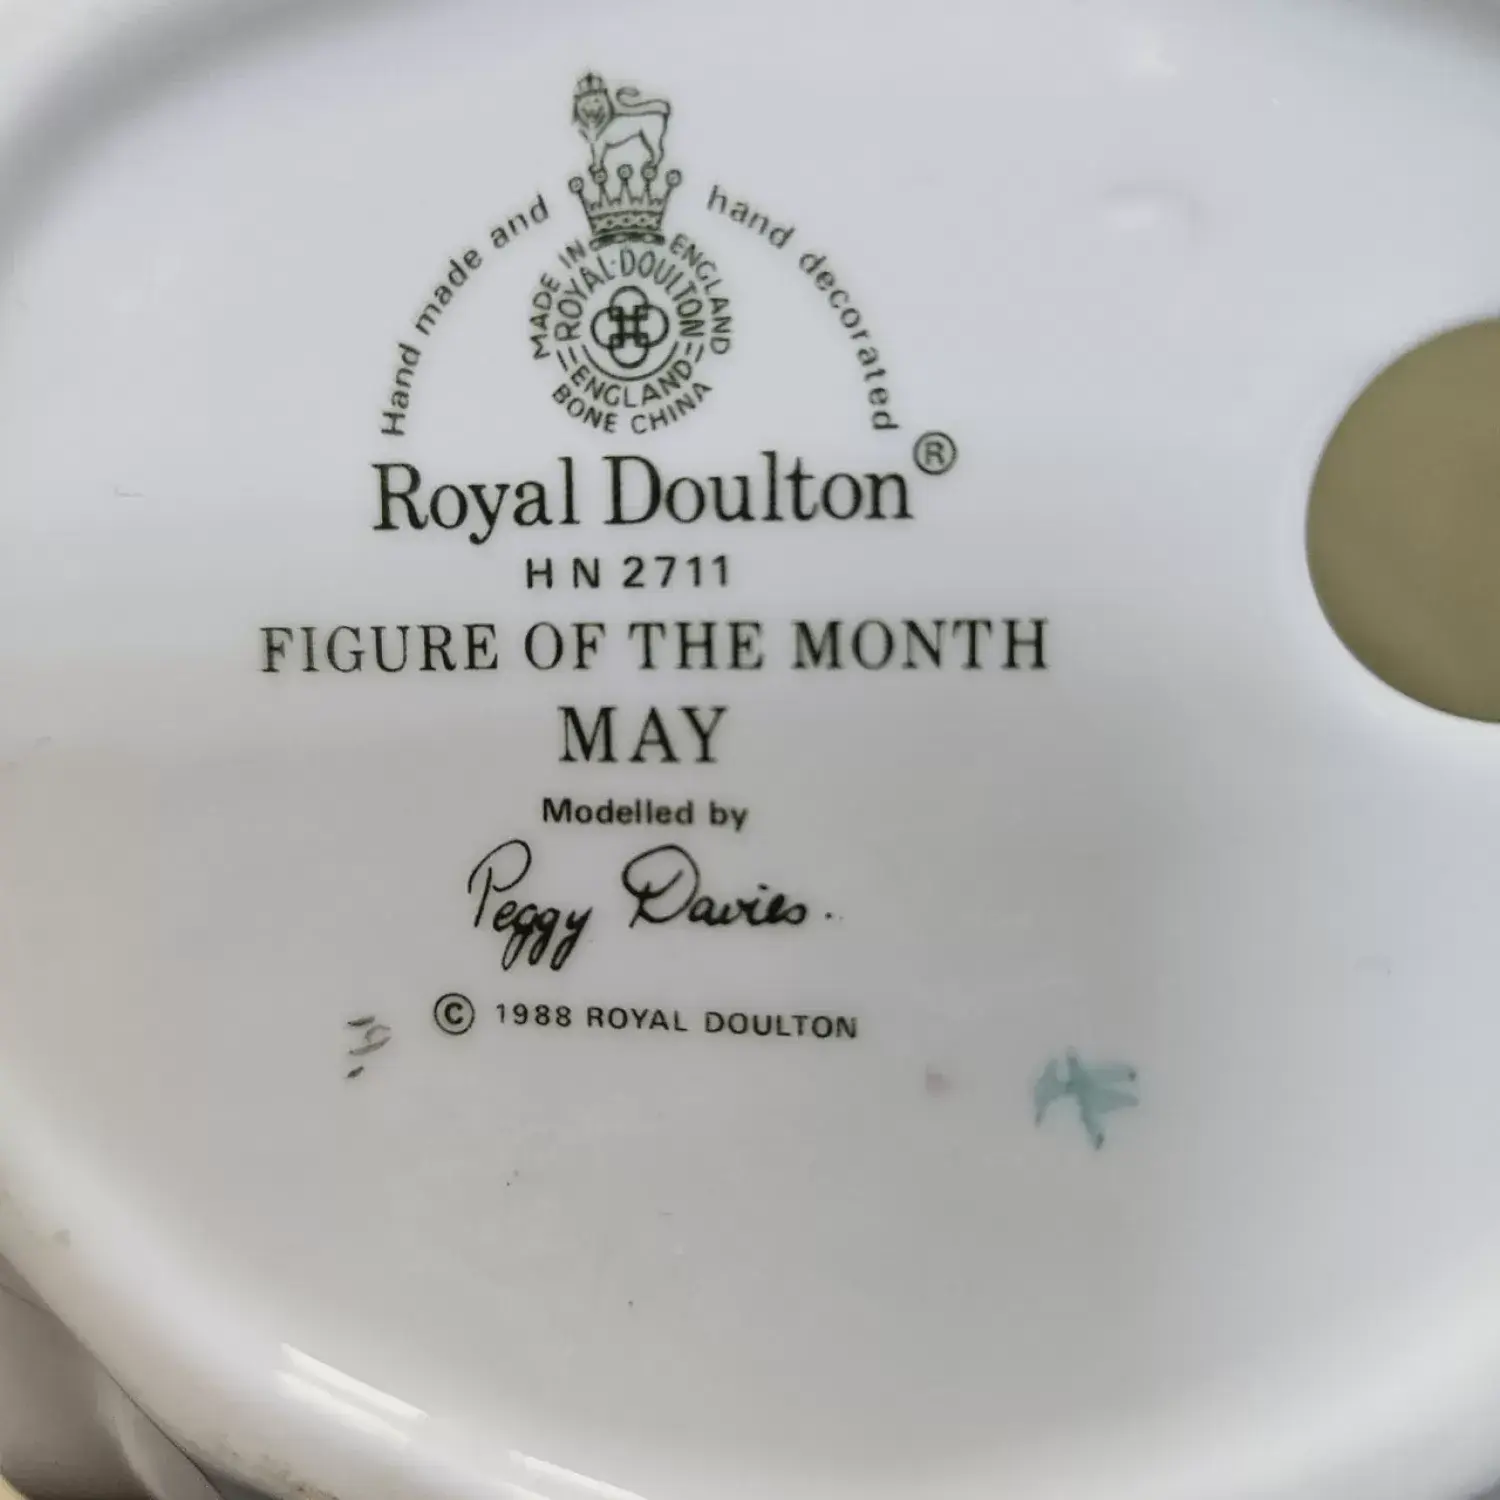 Hand made and hand decorated
MADE IN ENGLAND
ROYAL·DOULTON
ENGLAND
BONE CHINA
Royal Doulton®
HN 2711
FIGURE OF THE MONTH
MAY
Modelled by
Peggy Davies.
© 1988 ROYAL DOULTON